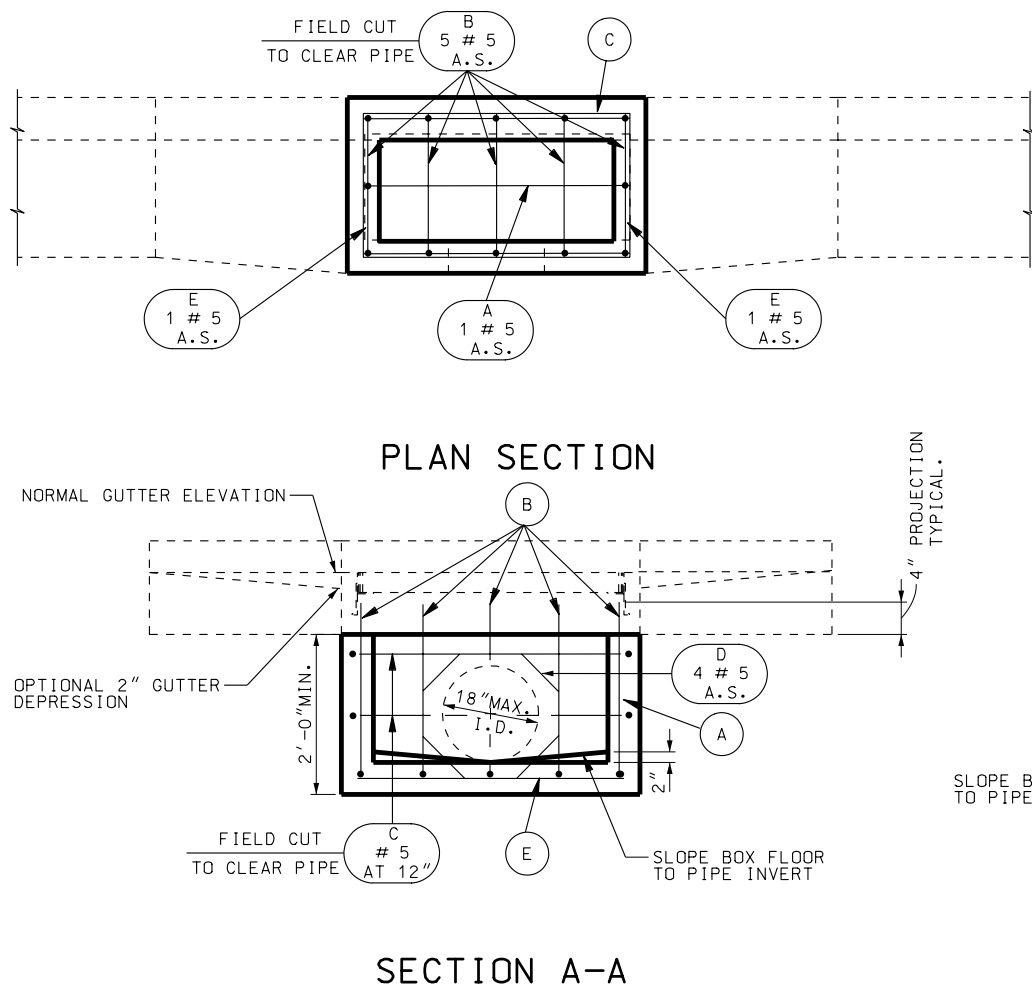 FIELD CUT
TO CLEAR PIPE
B
5 # 5
A.S.
C
E
1 # 5
A.S.
A
1 # 5
A.S.
E
1 # 5
A.S.
PLAN SECTION
NORMAL GUTTER ELEVATION
B
4" PROJECTION
TYPICAL.
OPTIONAL 2" GUTTER
DEPRESSION
2'-0"MIN.
18"MAX.
I.D.
D
4 # 5
A.S.
A
2"
SLOPE B
TO PIPE
FIELD CUT
TO CLEAR PIPE
C
# 5
AT 12"
E
SLOPE BOX FLOOR
TO PIPE INVERT
SECTION A-A